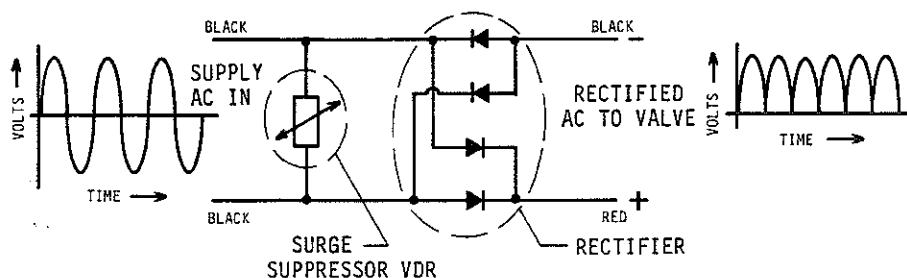 BLACK
BLACK −
VOLTS
SUPPLY
AC IN
RECTIFIED
AC TO VALVE
VOLTS
TIME
TIME
BLACK
RED +
SURGE
SUPPRESSOR VDR
RECTIFIER